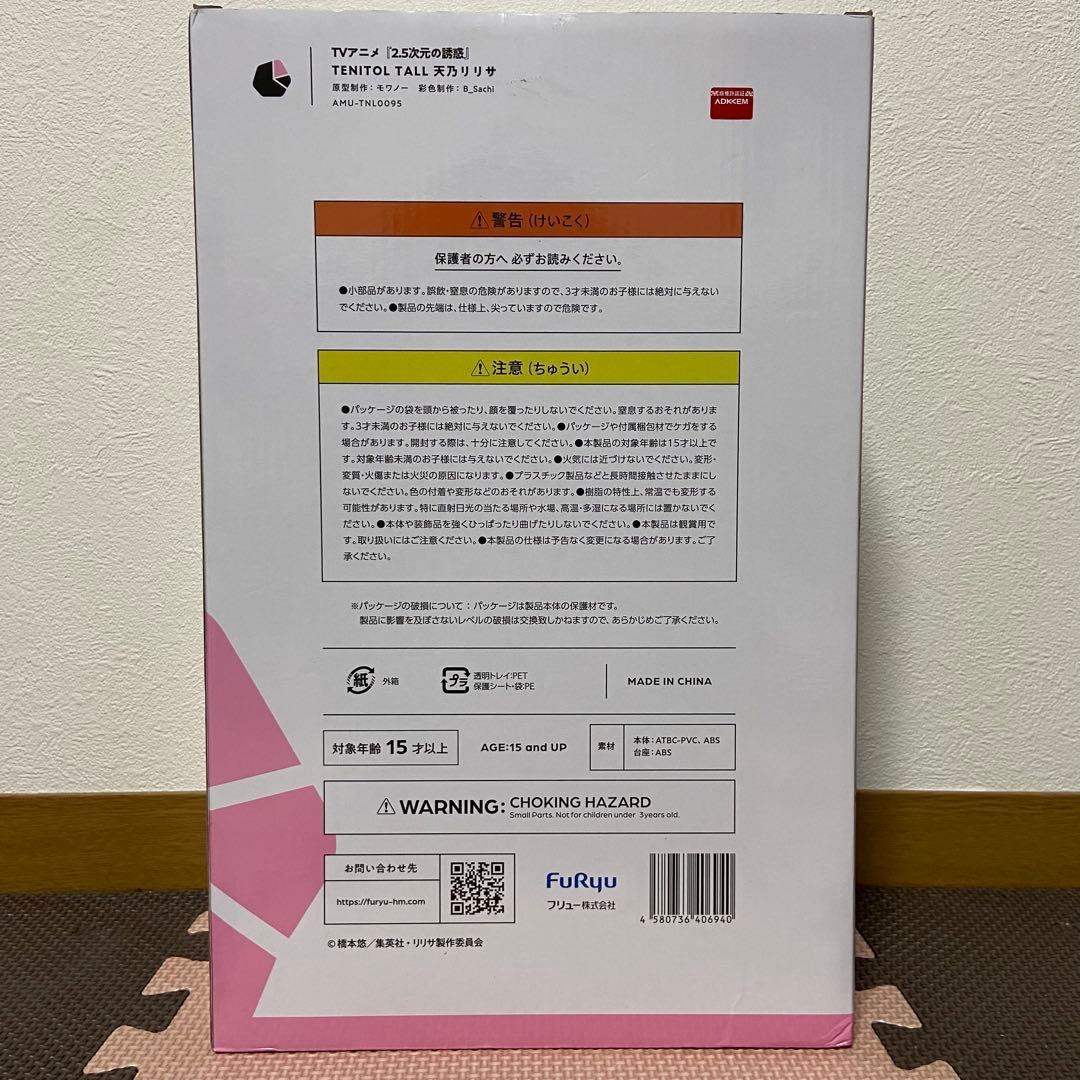 TVアニメ『2.5次元の誘惑』
TENITOL TALL 天乃リリサ
原型制作：モワノー　彩色制作：B_Sachi
AMU-TNL0095
ADKEM
⚠警告（けいこく）
保護者の方へ 必ずお読みください。
●小部品があります。誤飲・窒息の危険がありますので、3才未満のお子様には絶対に与えない
でください。●製品の先端は、仕様上、尖っていますので危険です。
⚠注意（ちゅうい）
●パッケージの袋を頭から被ったり、顔を覆ったりしないでください。窒息するおそれがありま
す。3才未満のお子様には絶対に与えないでください。●パッケージや付属梱包材でケガをする
場合があります。開封する際は、十分に注意してください。●本製品の対象年齢は15才以上で
す。対象年齢未満のお子様には与えないでください。●火気には近づけないでください。変形・
変質・火傷または火災の原因になります。●プラスチック製品などと長時間接触させたままにし
ないでください。色の付着や変形などのおそれがあります。●樹脂の特性上、常温でも変形する
可能性があります。特に直射日光の当たる場所や水場、高温・多湿になる場所には置かないでく
ださい。●本体や装飾品を強くひっぱったり曲げたりしないでください。●本製品は観賞用で
す。取り扱いにはご注意ください。●本製品の仕様は予告なく変更になる場合があります。ご了
承ください。
※パッケージの破損について：パッケージは製品本体の保護材です。
製品に影響を及ぼさないレベルの破損は交換致しかねますので、あらかじめご了承ください。
紙 外箱
プラ 透明トレイ:PET
保護シート・袋:PE
MADE IN CHINA
対象年齢 15 才以上
AGE:15 and UP
素材
本体：ATBC-PVC、ABS
台座：ABS
⚠WARNING: CHOKING HAZARD
Small Parts. Not for children under 3years old.
お問い合わせ先
https://furyu-hm.com
FuRyu
フリュー株式会社
4 580736 406940
©橋本悠／集英社・リリサ製作委員会